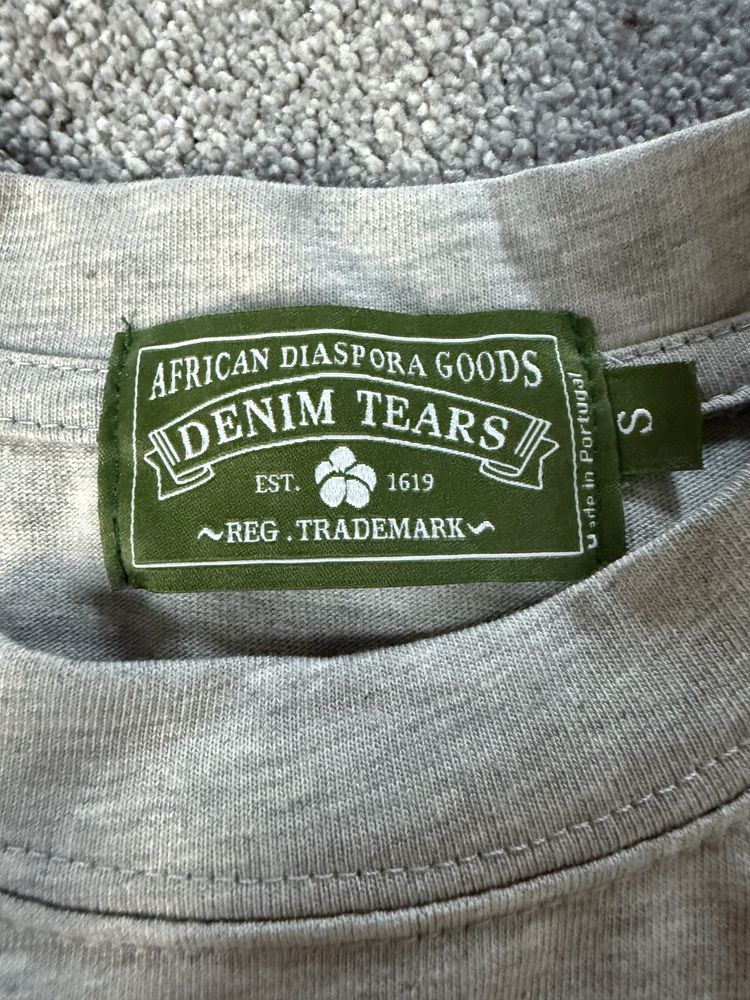 AFRICAN DIASPORA GOODS
DENIM TEARS
EST. 1619
~REG .TRADEMARK~
in Portugal
S